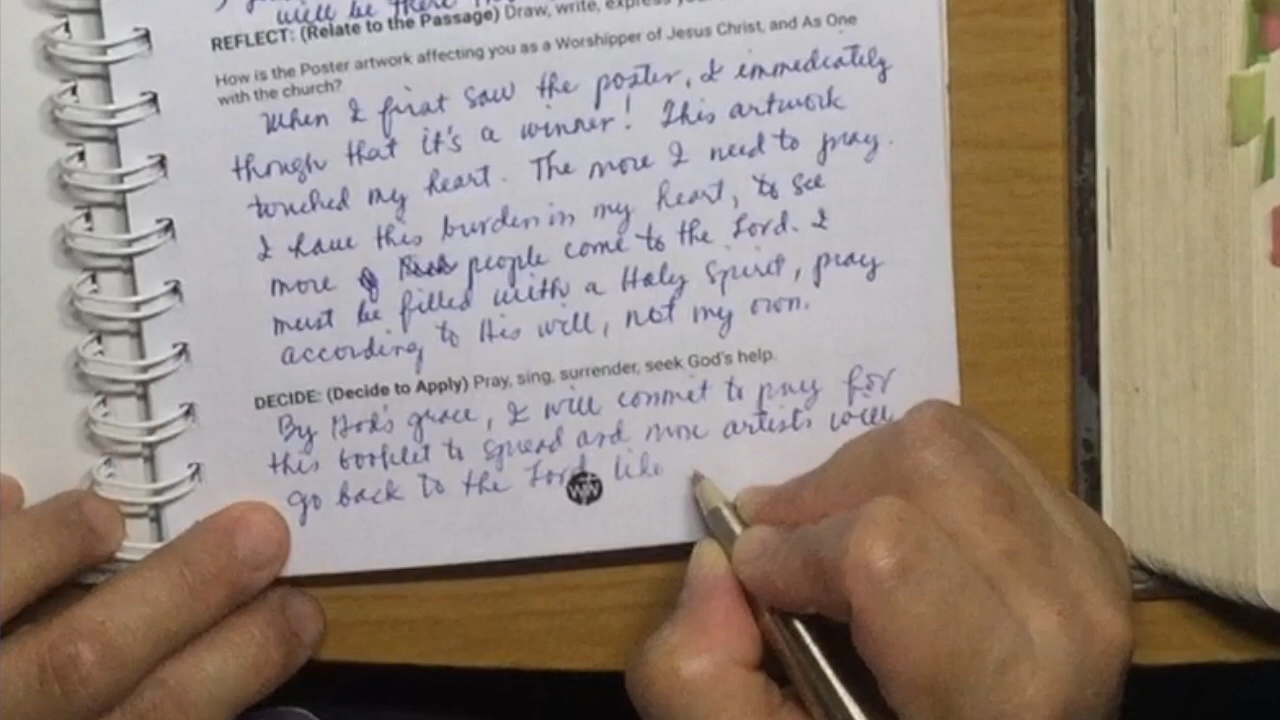 will be there
REFLECT: (Relate to the Passage) Draw, write, express
How is the Poster artwork affecting you as a Worshipper of Jesus Christ, and As One
with the church?
When I first saw the poster, I immediately
though that it's a winner! This artwork
touched my heart. The more I need to pray.
I have this burden in my heart, to see
more people come to the Lord. I
must be filled with a Holy Spirit, pray
according to His will, not my own.
DECIDE: (Decide to Apply) Pray, sing, surrender, seek God's help.
By God's grace, I will commit to pray for
this booklet to spread and more artists will
go back to the Lord like